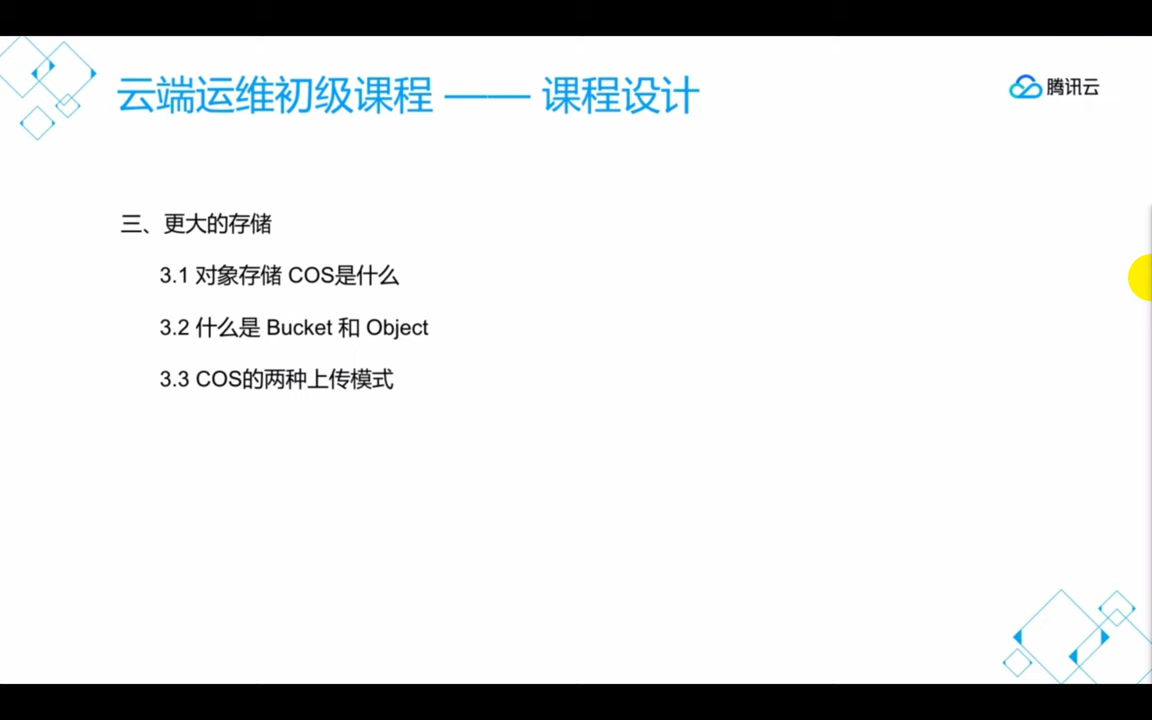 云端运维初级课程 —— 课程设计
腾讯云
三、更大的存储
3.1 对象存储 COS是什么
3.2 什么是 Bucket 和 Object
3.3 COS的两种上传模式